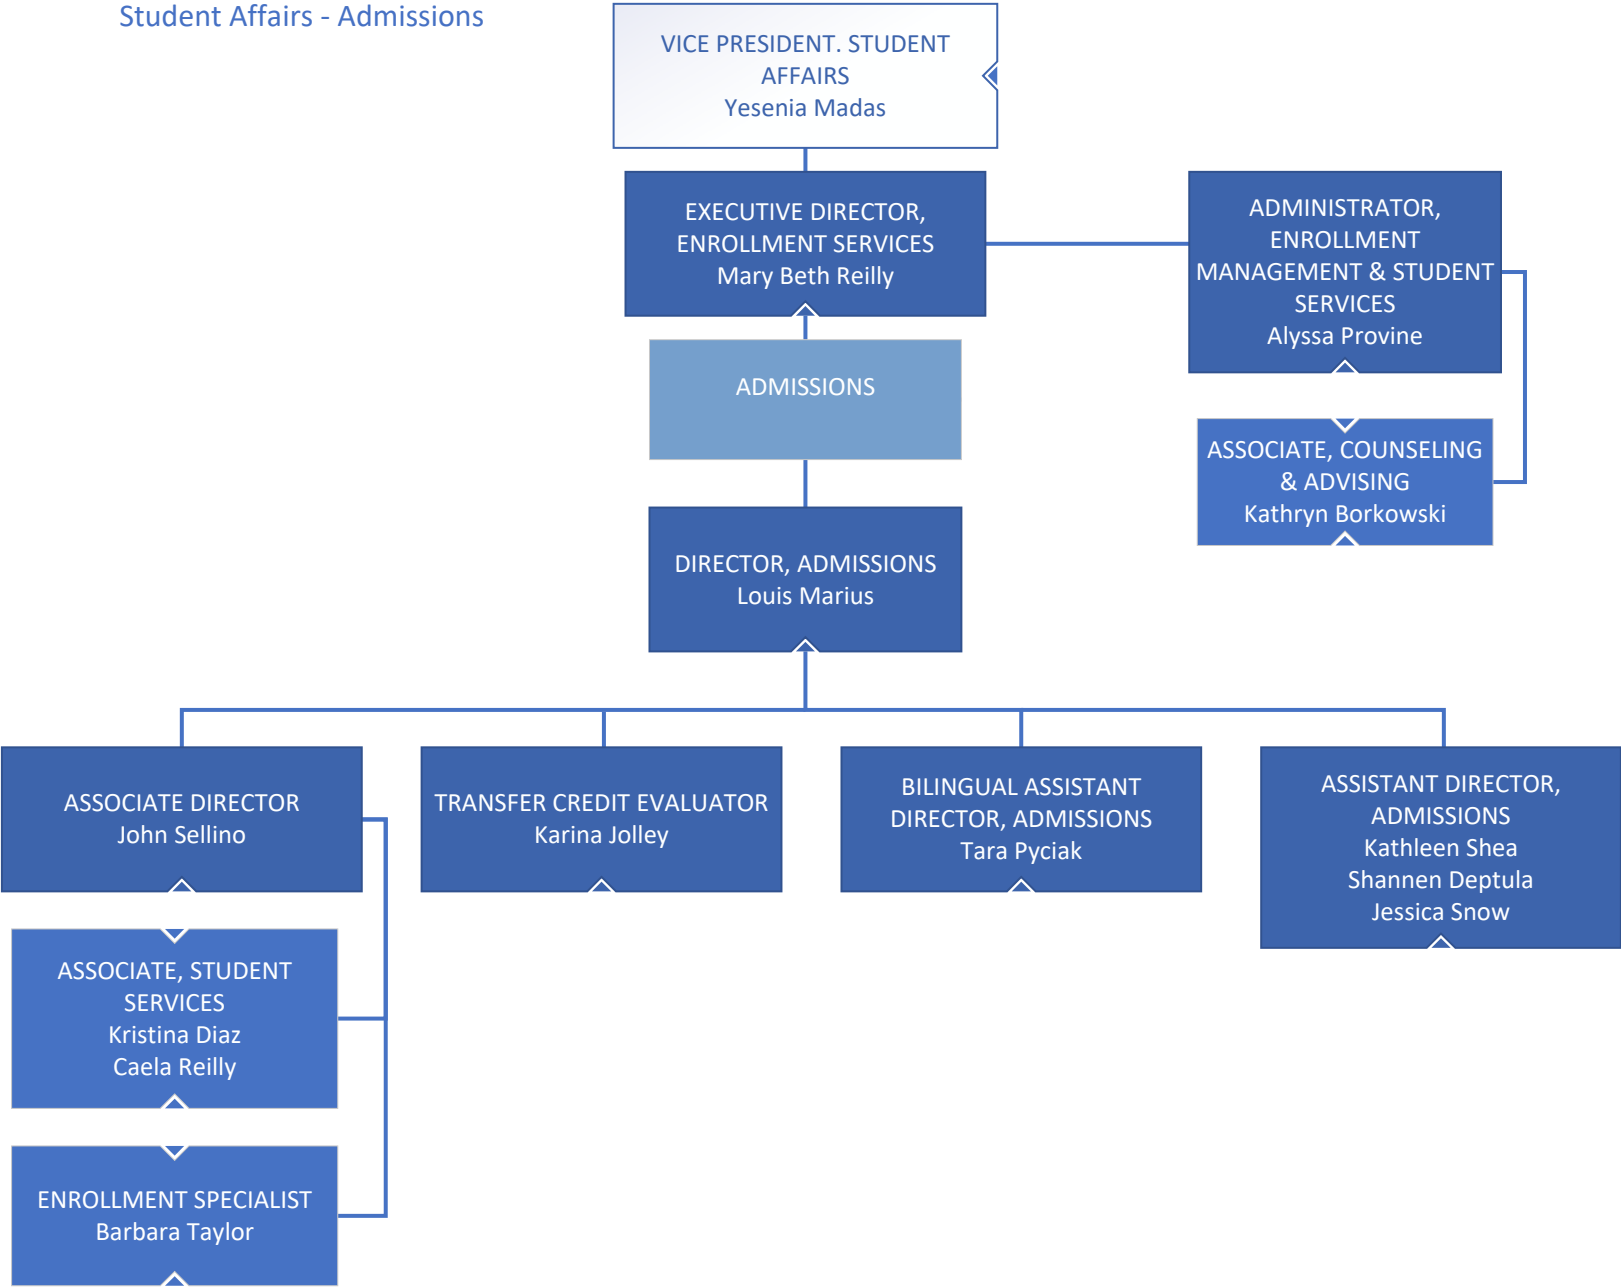 Student Affairs - Admissions
VICE PRESIDENT. STUDENT
AFFAIRS
Yesenia Madas
EXECUTIVE DIRECTOR,
ENROLLMENT SERVICES
Mary Beth Reilly
ADMINISTRATOR,
ENROLLMENT
MANAGEMENT & STUDENT
SERVICES
Alyssa Provine
ADMISSIONS
ASSOCIATE, COUNSELING
& ADVISING
Kathryn Borkowski
DIRECTOR, ADMISSIONS
Louis Marius
ASSOCIATE DIRECTOR
John Sellino
TRANSFER CREDIT EVALUATOR
Karina Jolley
BILINGUAL ASSISTANT
DIRECTOR, ADMISSIONS
Tara Pyciak
ASSISTANT DIRECTOR,
ADMISSIONS
Kathleen Shea
Shannen Deptula
Jessica Snow
ASSOCIATE, STUDENT
SERVICES
Kristina Diaz
Caela Reilly
ENROLLMENT SPECIALIST
Barbara Taylor